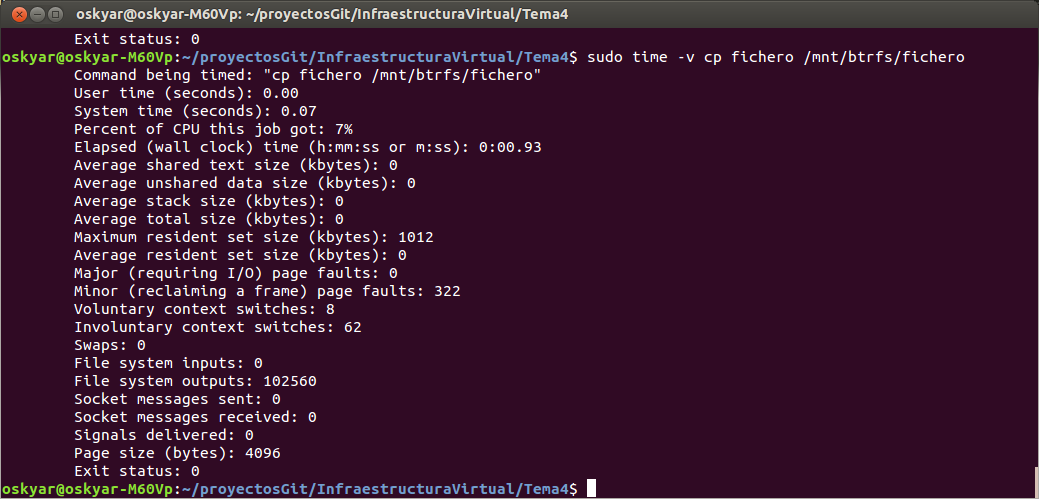 oskyar@oskyar-M60Vp: ~/proyectosGit/InfraestructuraVirtual/Tema4
Exit status: 0
oskyar@oskyar-M60Vp:~/proyectosGit/InfraestructuraVirtual/Tema4$ sudo time -v cp fichero /mnt/btrfs/fichero
Command being timed: "cp fichero /mnt/btrfs/fichero"
User time (seconds): 0.00
System time (seconds): 0.07
Percent of CPU this job got: 7%
Elapsed (wall clock) time (h:mm:ss or m:ss): 0:00.93
Average shared text size (kbytes): 0
Average unshared data size (kbytes): 0
Average stack size (kbytes): 0
Average total size (kbytes): 0
Maximum resident set size (kbytes): 1012
Average resident set size (kbytes): 0
Major (requiring I/O) page faults: 0
Minor (reclaiming a frame) page faults: 322
Voluntary context switches: 8
Involuntary context switches: 62
Swaps: 0
File system inputs: 0
File system outputs: 102560
Socket messages sent: 0
Socket messages received: 0
Signals delivered: 0
Page size (bytes): 4096
Exit status: 0
oskyar@oskyar-M60Vp:~/proyectosGit/InfraestructuraVirtual/Tema4$